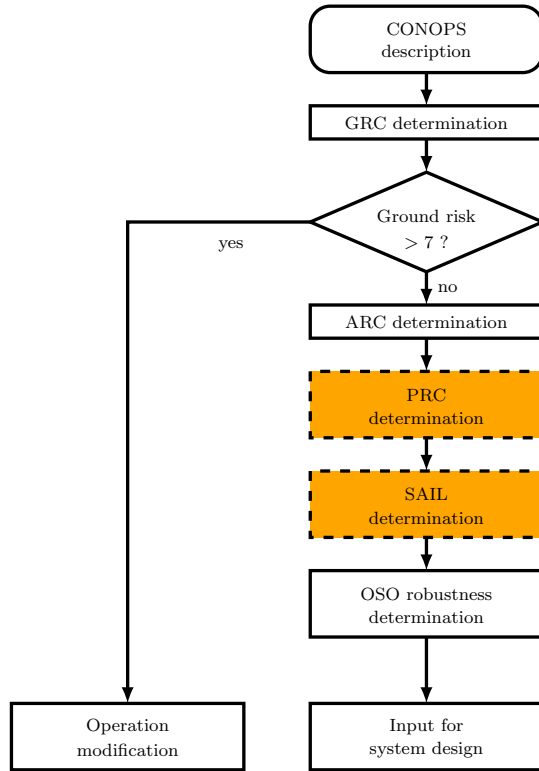 CONOPS
description
GRC determination
Ground risk
> 7 ?
yes
no
ARC determination
PRC
determination
SAIL
determination
OSO robustness
determination
Operation
modification
Input for
system design